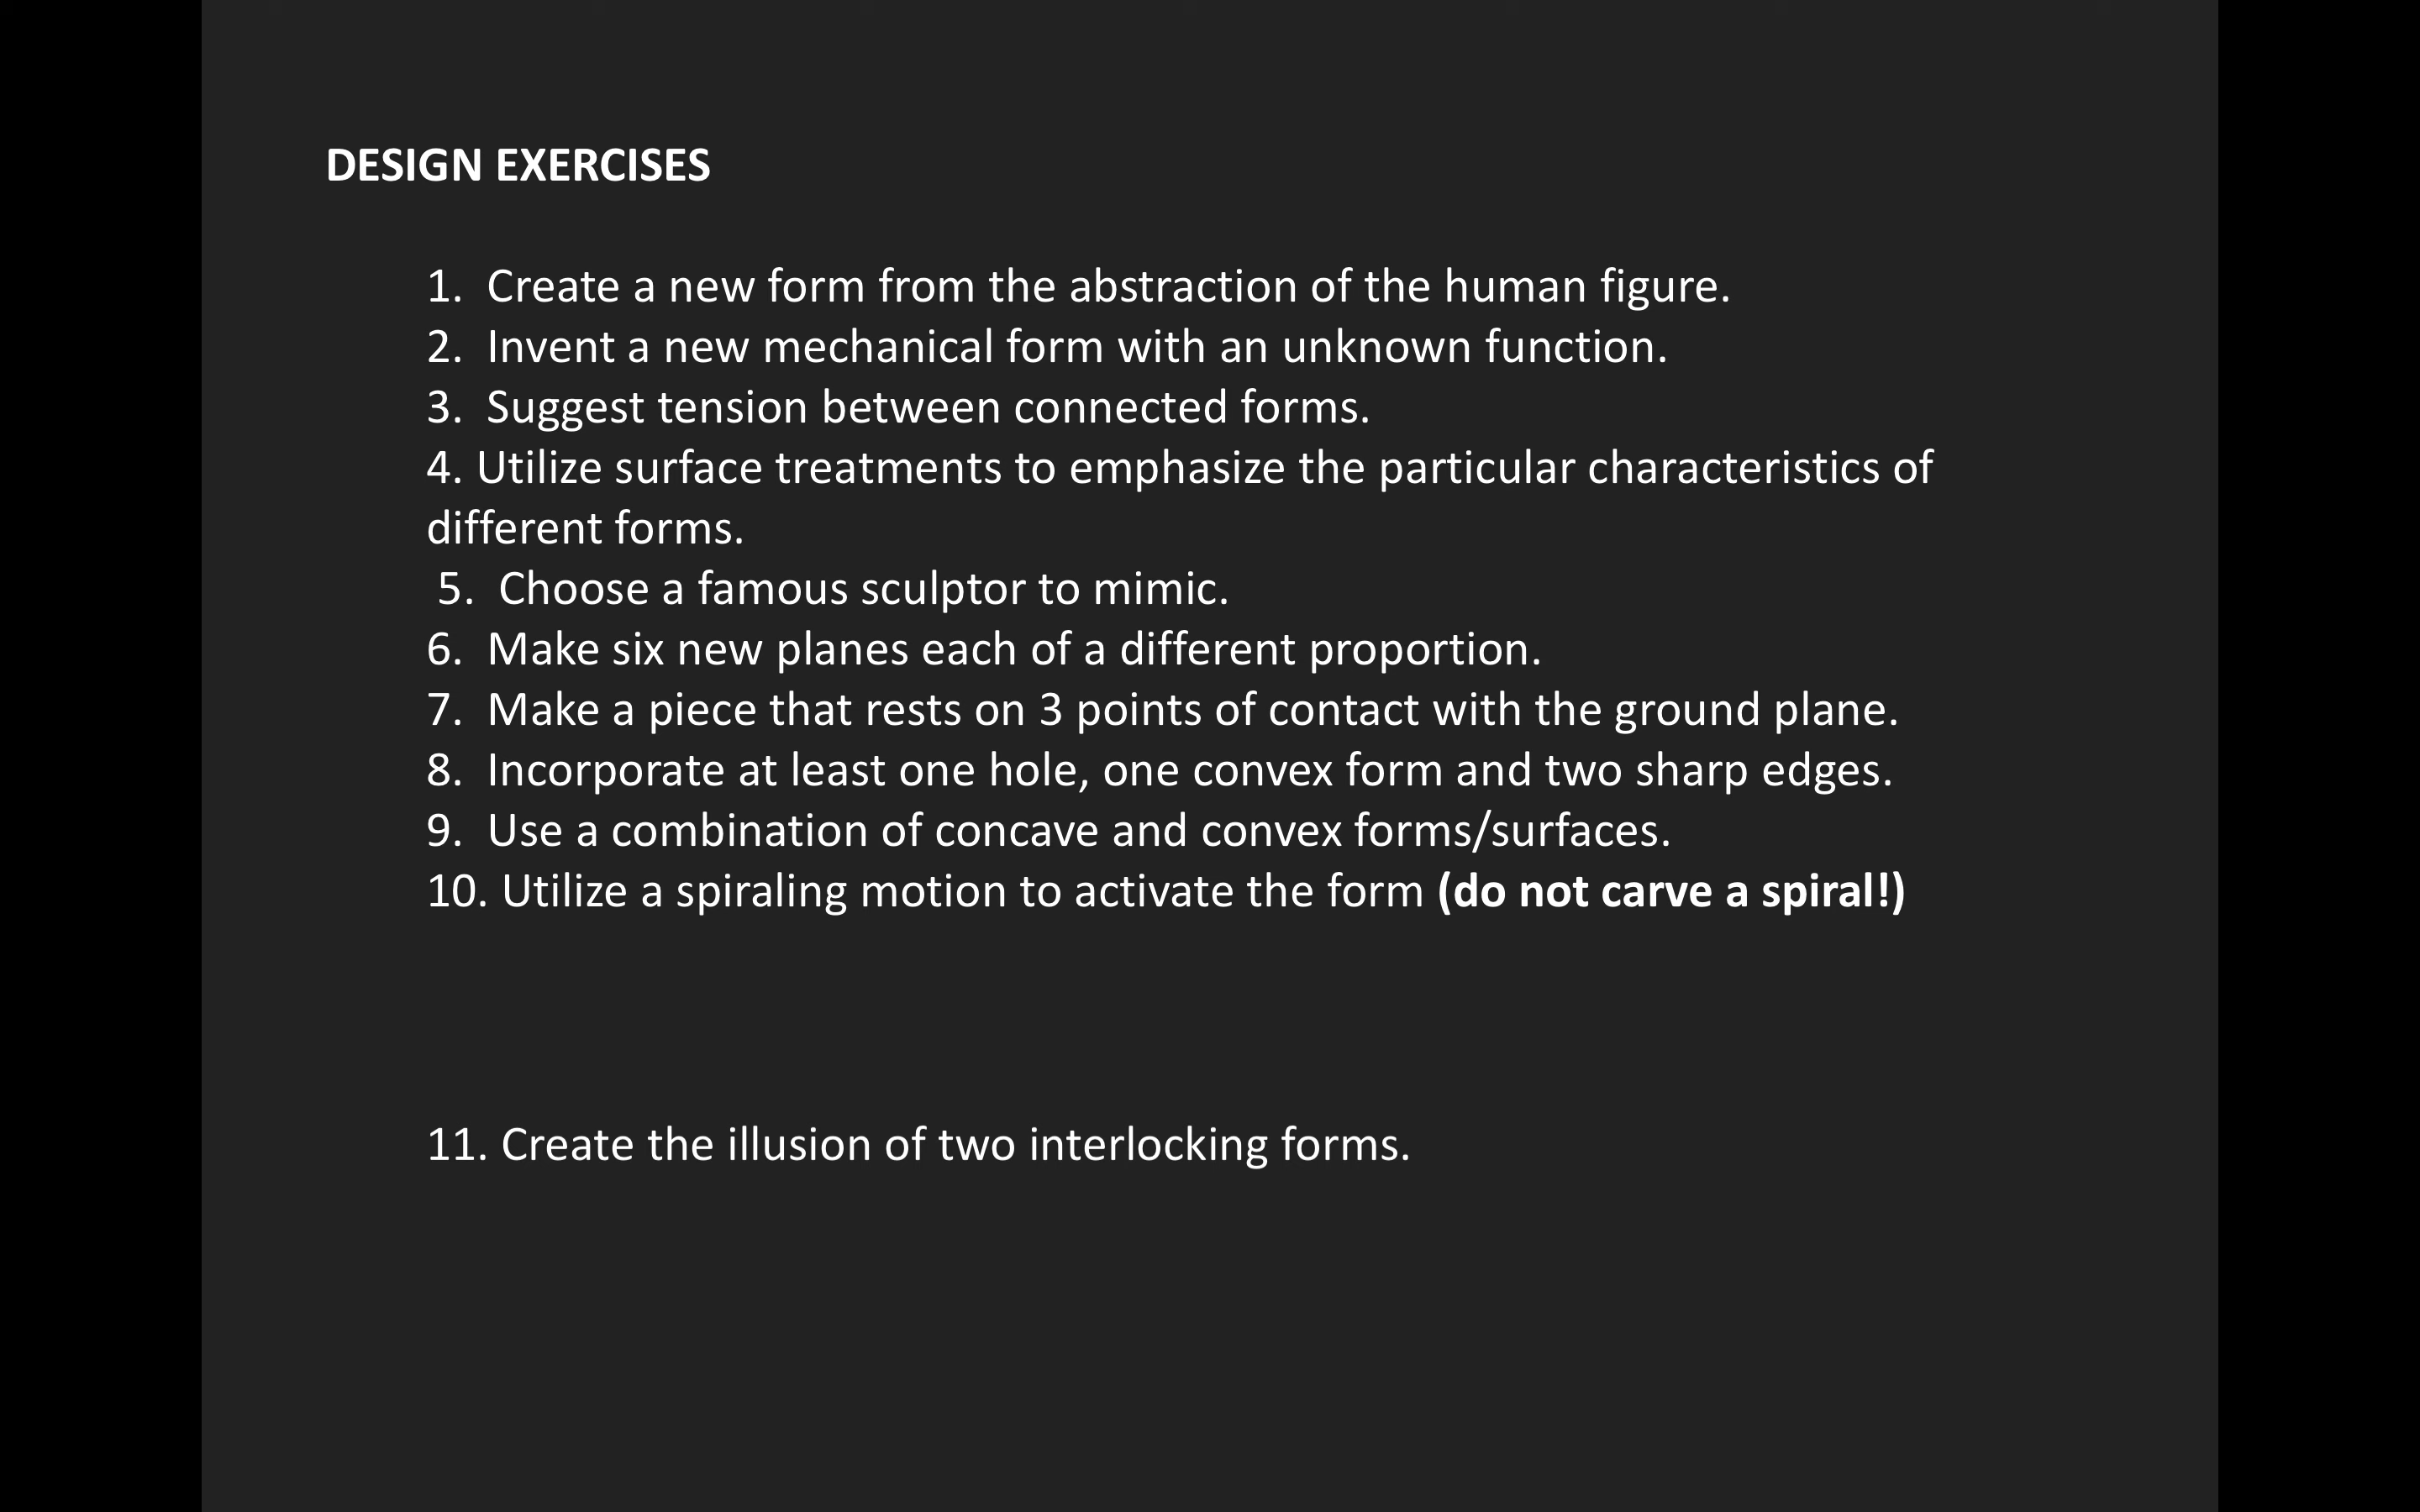 DESIGN EXERCISES
1. Create a new form from the abstraction of the human figure.
2. Invent a new mechanical form with an unknown function.
3. Suggest tension between connected forms.
4. Utilize surface treatments to emphasize the particular characteristics of
different forms.
5. Choose a famous sculptor to mimic.
6. Make six new planes each of a different proportion.
7. Make a piece that rests on 3 points of contact with the ground plane.
8. Incorporate at least one hole, one convex form and two sharp edges.
9. Use a combination of concave and convex forms/surfaces.
10. Utilize a spiraling motion to activate the form (do not carve a spiral!)
11. Create the illusion of two interlocking forms.